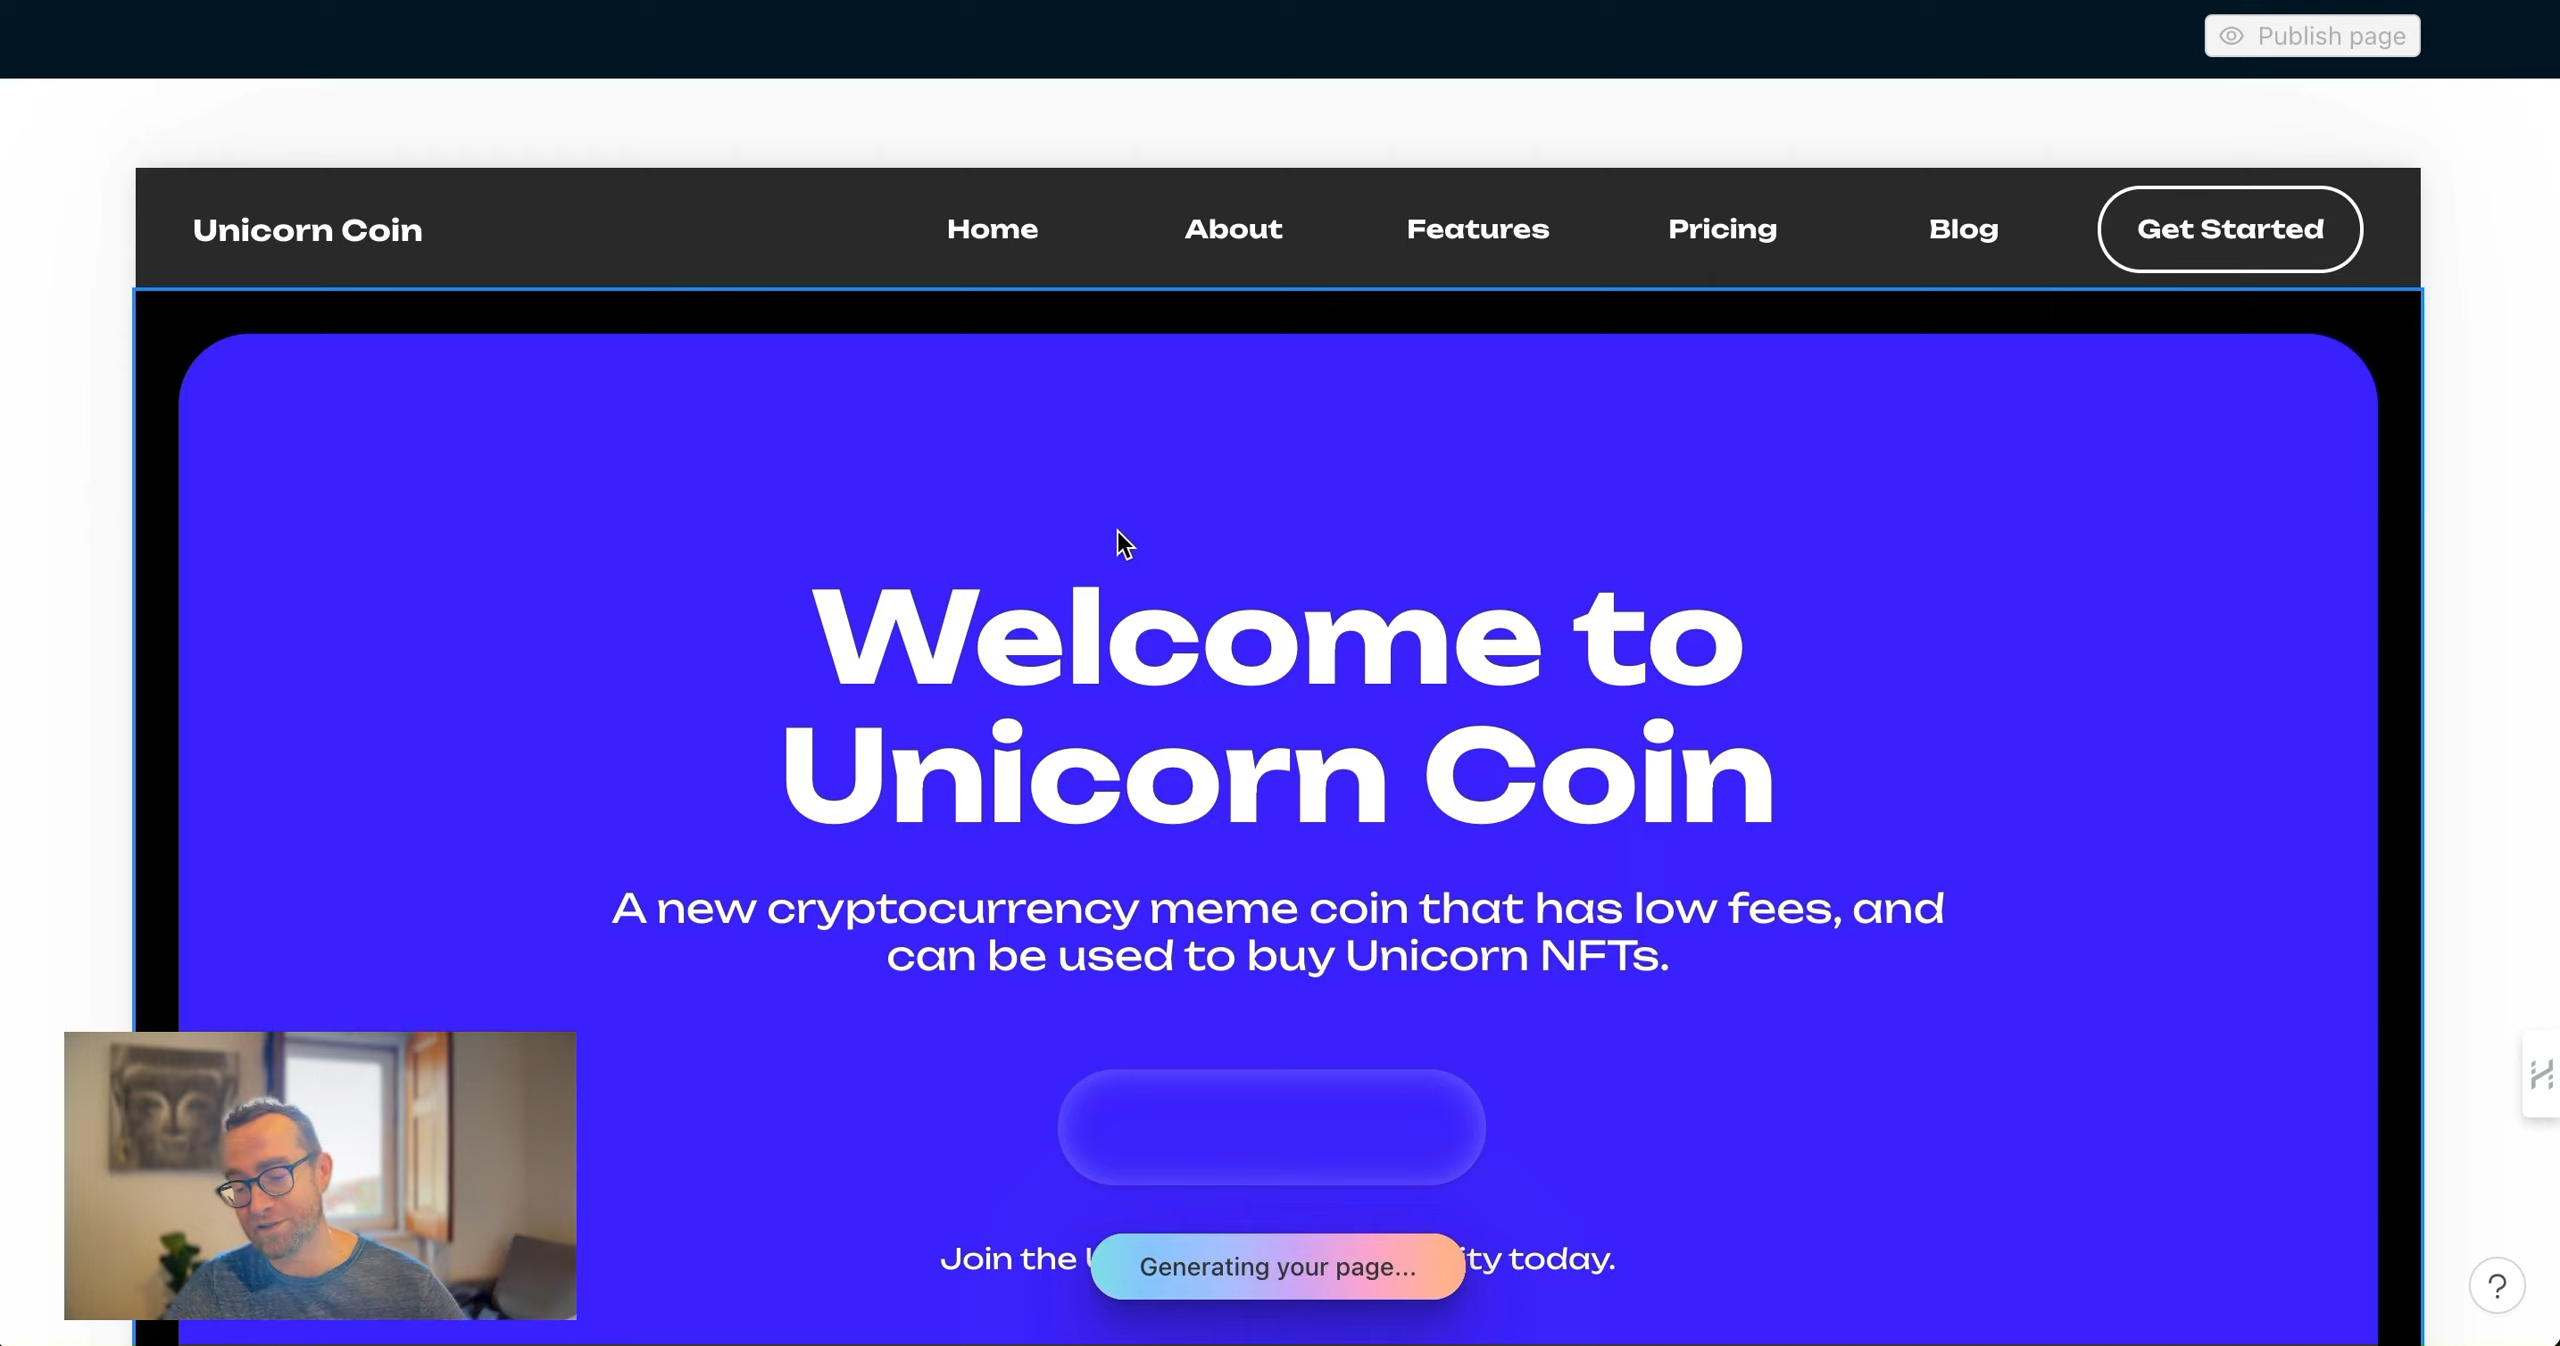 Publish page
Unicorn Coin
Home
About
Features
Pricing
Blog
Get Started
Welcome to
Unicorn Coin
A new cryptocurrency meme coin that has low fees, and
can be used to buy Unicorn NFTs.
Join the
ity today.
Generating your page...
?